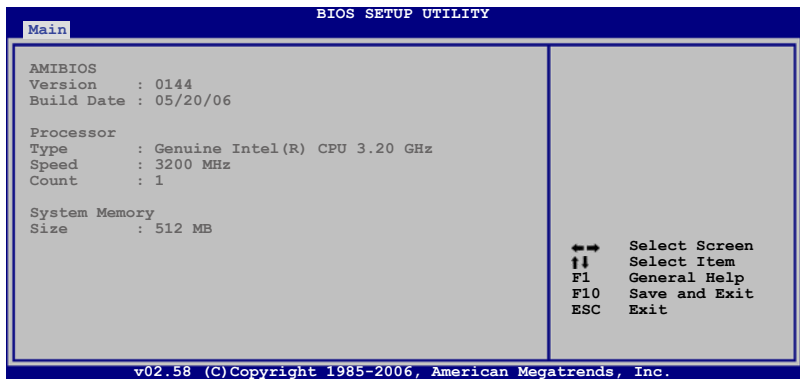 BIOS SETUP UTILITY
Main
AMIBIOS
Version : 0144
Build Date : 05/20/06
Processor
Type : Genuine Intel(R) CPU 3.20 GHz
Speed : 3200 MHz
Count : 1
System Memory
Size : 512 MB
←→ Select Screen
↑↓ Select Item
F1 General Help
F10 Save and Exit
ESC Exit
v02.58 (C)Copyright 1985-2006, American Megatrends, Inc.